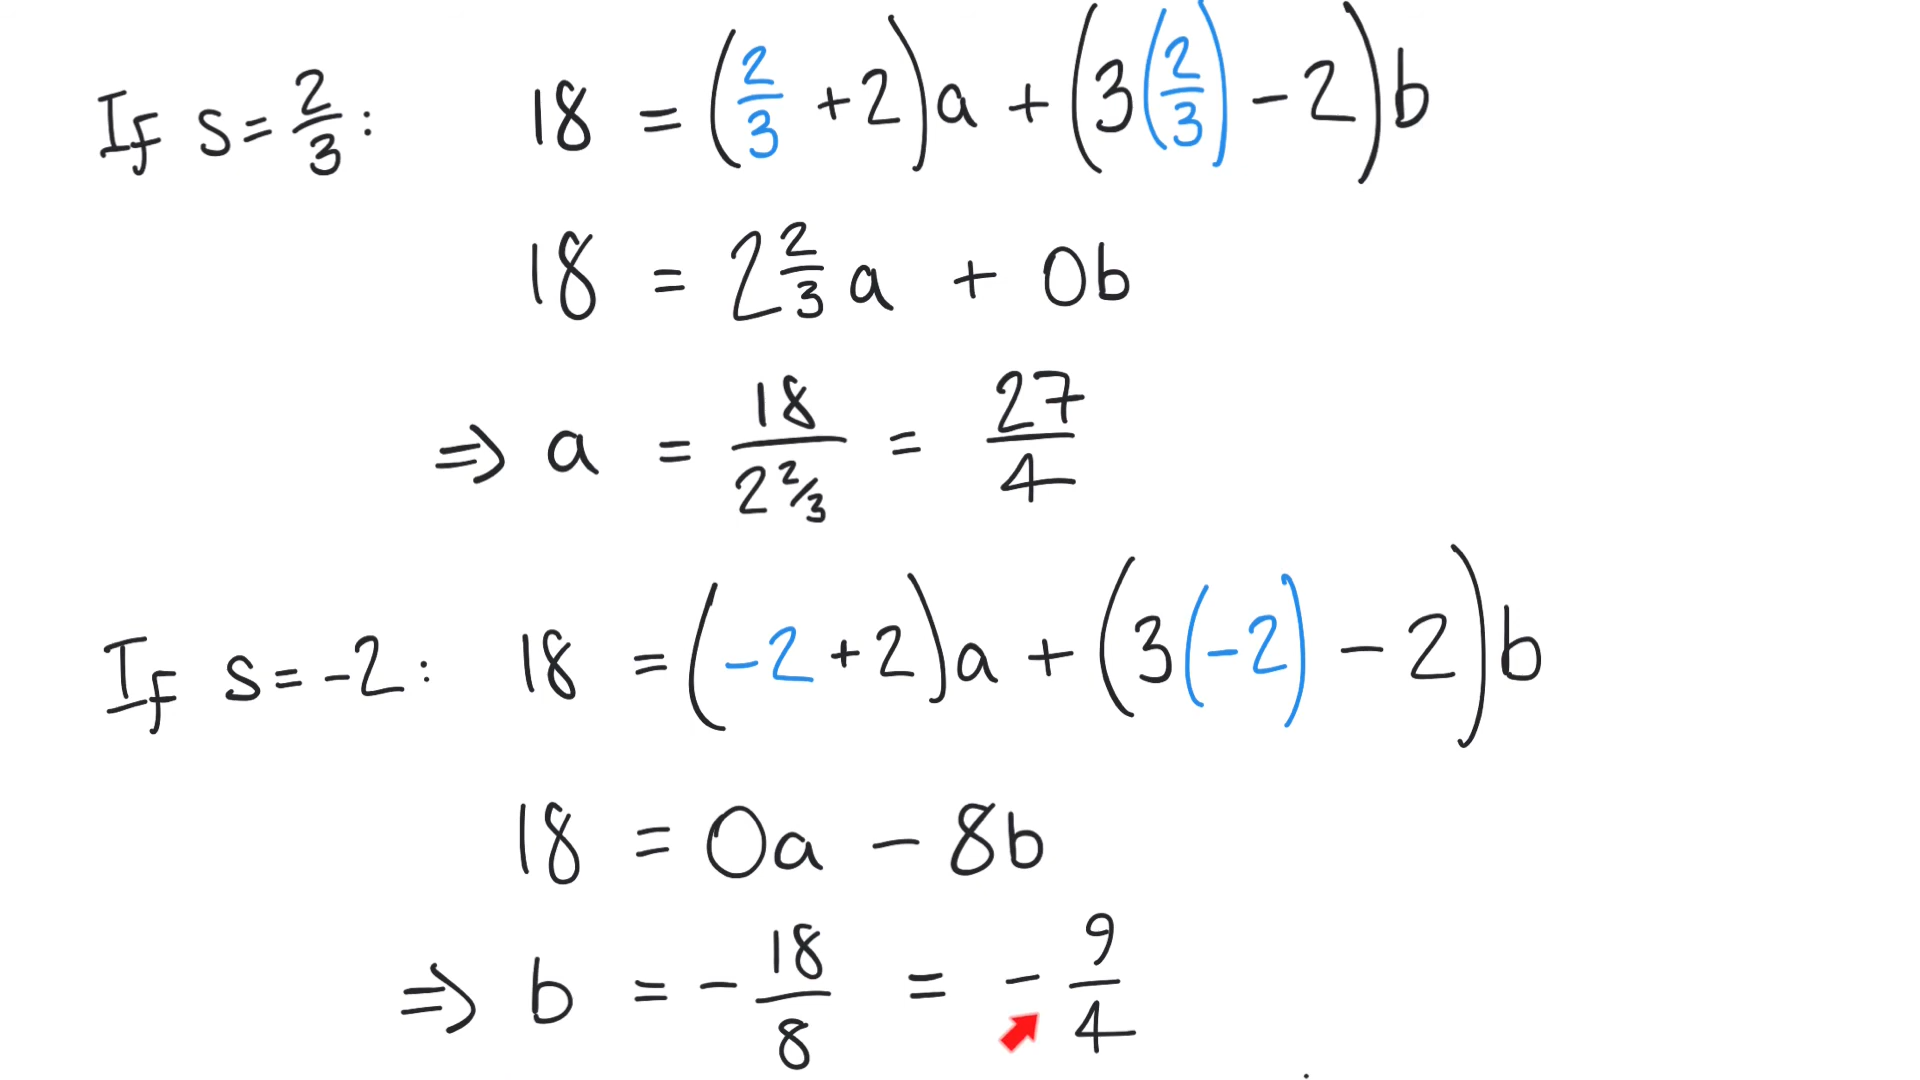 If s = 2/3 : 18 = (2/3 + 2)a + (3(2/3) - 2)b
18 = 2 2/3 a + 0b
⇒ a = 18/(2 2/3) = 27/4
If s = -2 : 18 = (-2 + 2)a + (3(-2) - 2)b
18 = 0a - 8b
⇒ b = - 18/8 = - 9/4